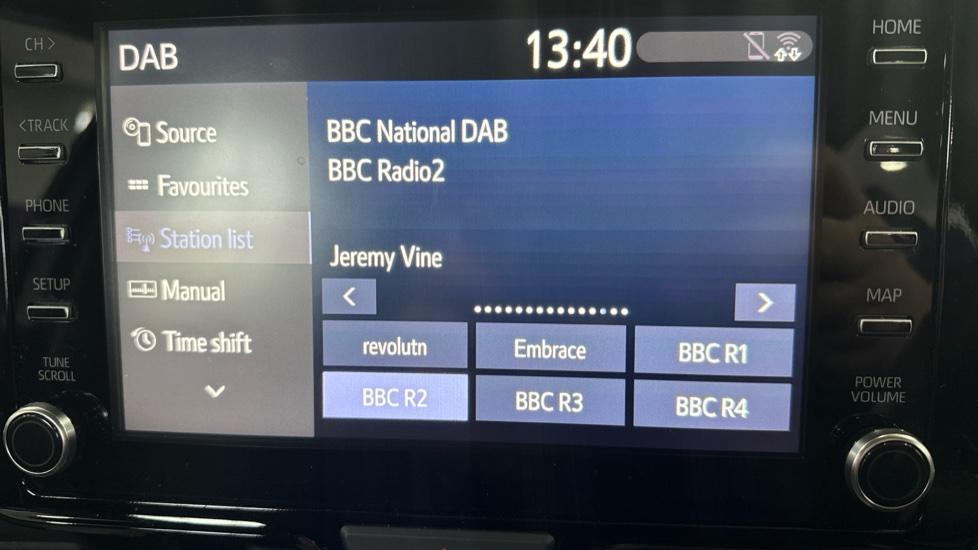 CH >
< TRACK
PHONE
SETUP
TUNE
SCROLL
DAB
13:40
Source
Favourites
Station list
Manual
Time shift
BBC National DAB
BBC Radio2
Jeremy Vine
<
>
revolutn
Embrace
BBC R1
BBC R2
BBC R3
BBC R4
HOME
MENU
AUDIO
MAP
POWER
VOLUME